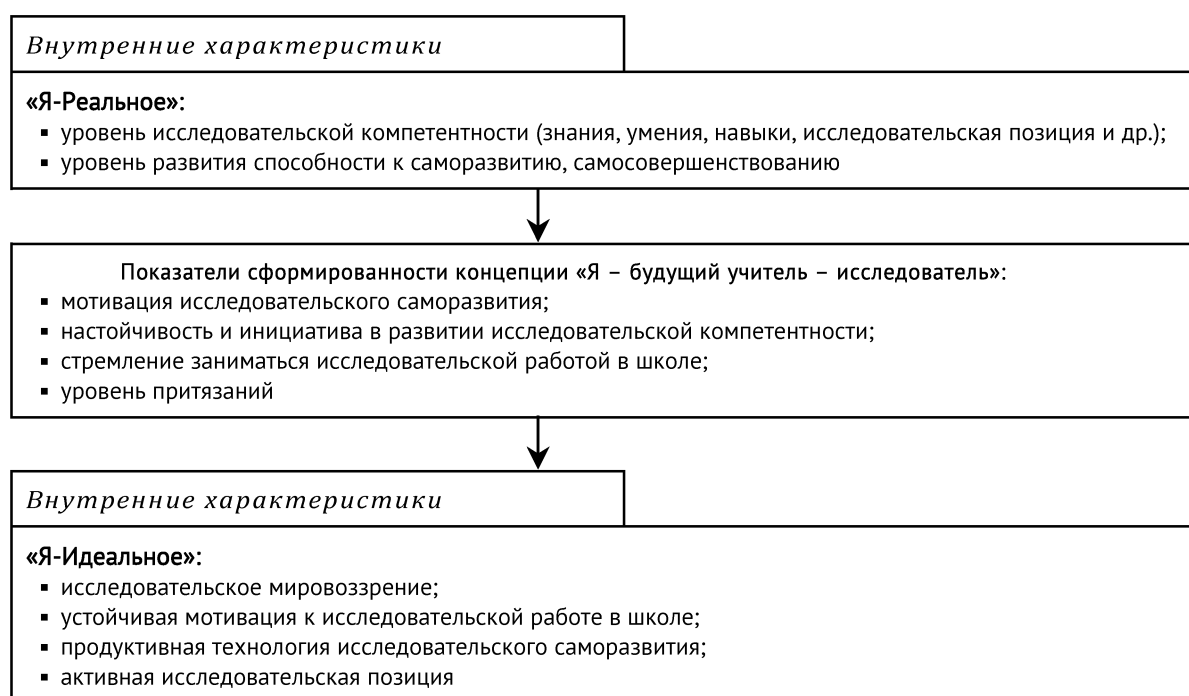 Внутренние характеристики
«Я-Реальное»:
▪ уровень исследовательской компетентности (знания, умения, навыки, исследовательская позиция и др.);
▪ уровень развития способности к саморазвитию, самосовершенствованию
Показатели сформированности концепции «Я – будущий учитель – исследователь»:
▪ мотивация исследовательского саморазвития;
▪ настойчивость и инициатива в развитии исследовательской компетентности;
▪ стремление заниматься исследовательской работой в школе;
▪ уровень притязаний
Внутренние характеристики
«Я-Идеальное»:
▪ исследовательское мировоззрение;
▪ устойчивая мотивация к исследовательской работе в школе;
▪ продуктивная технология исследовательского саморазвития;
▪ активная исследовательская позиция